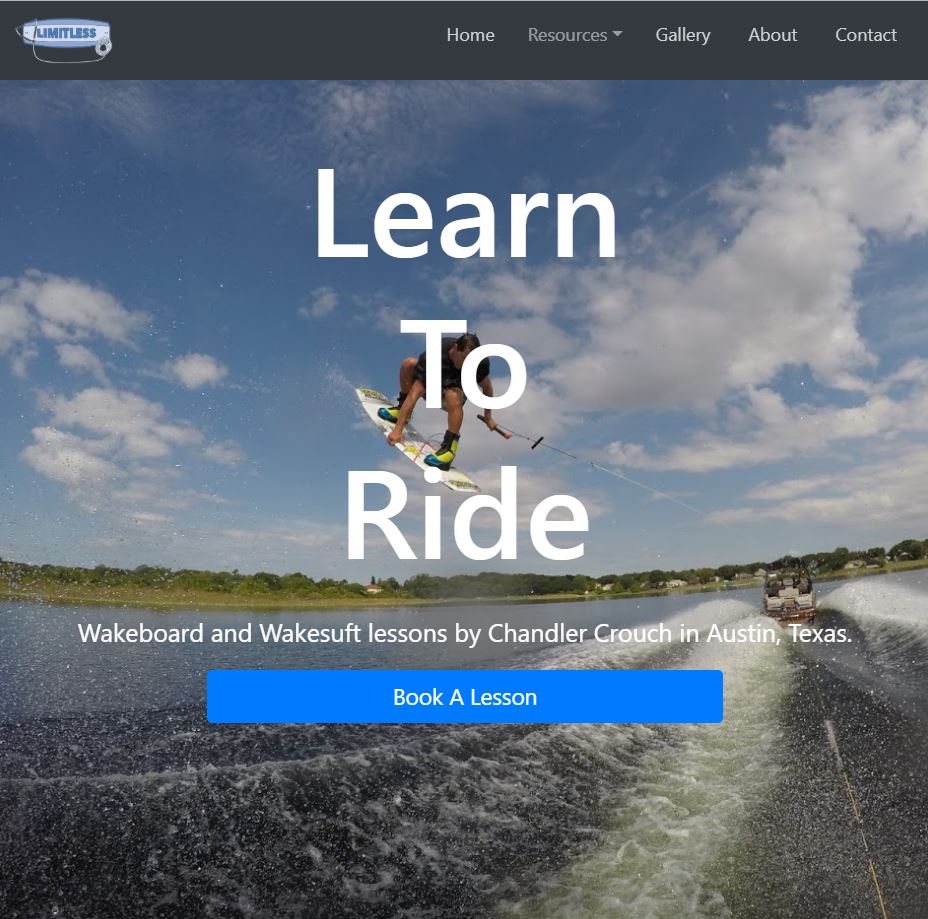 LIMITLESS
Home Resources Gallery About Contact
Learn
To
Ride
Wakeboard and Wakesuft lessons by Chandler Crouch in Austin, Texas.
Book A Lesson